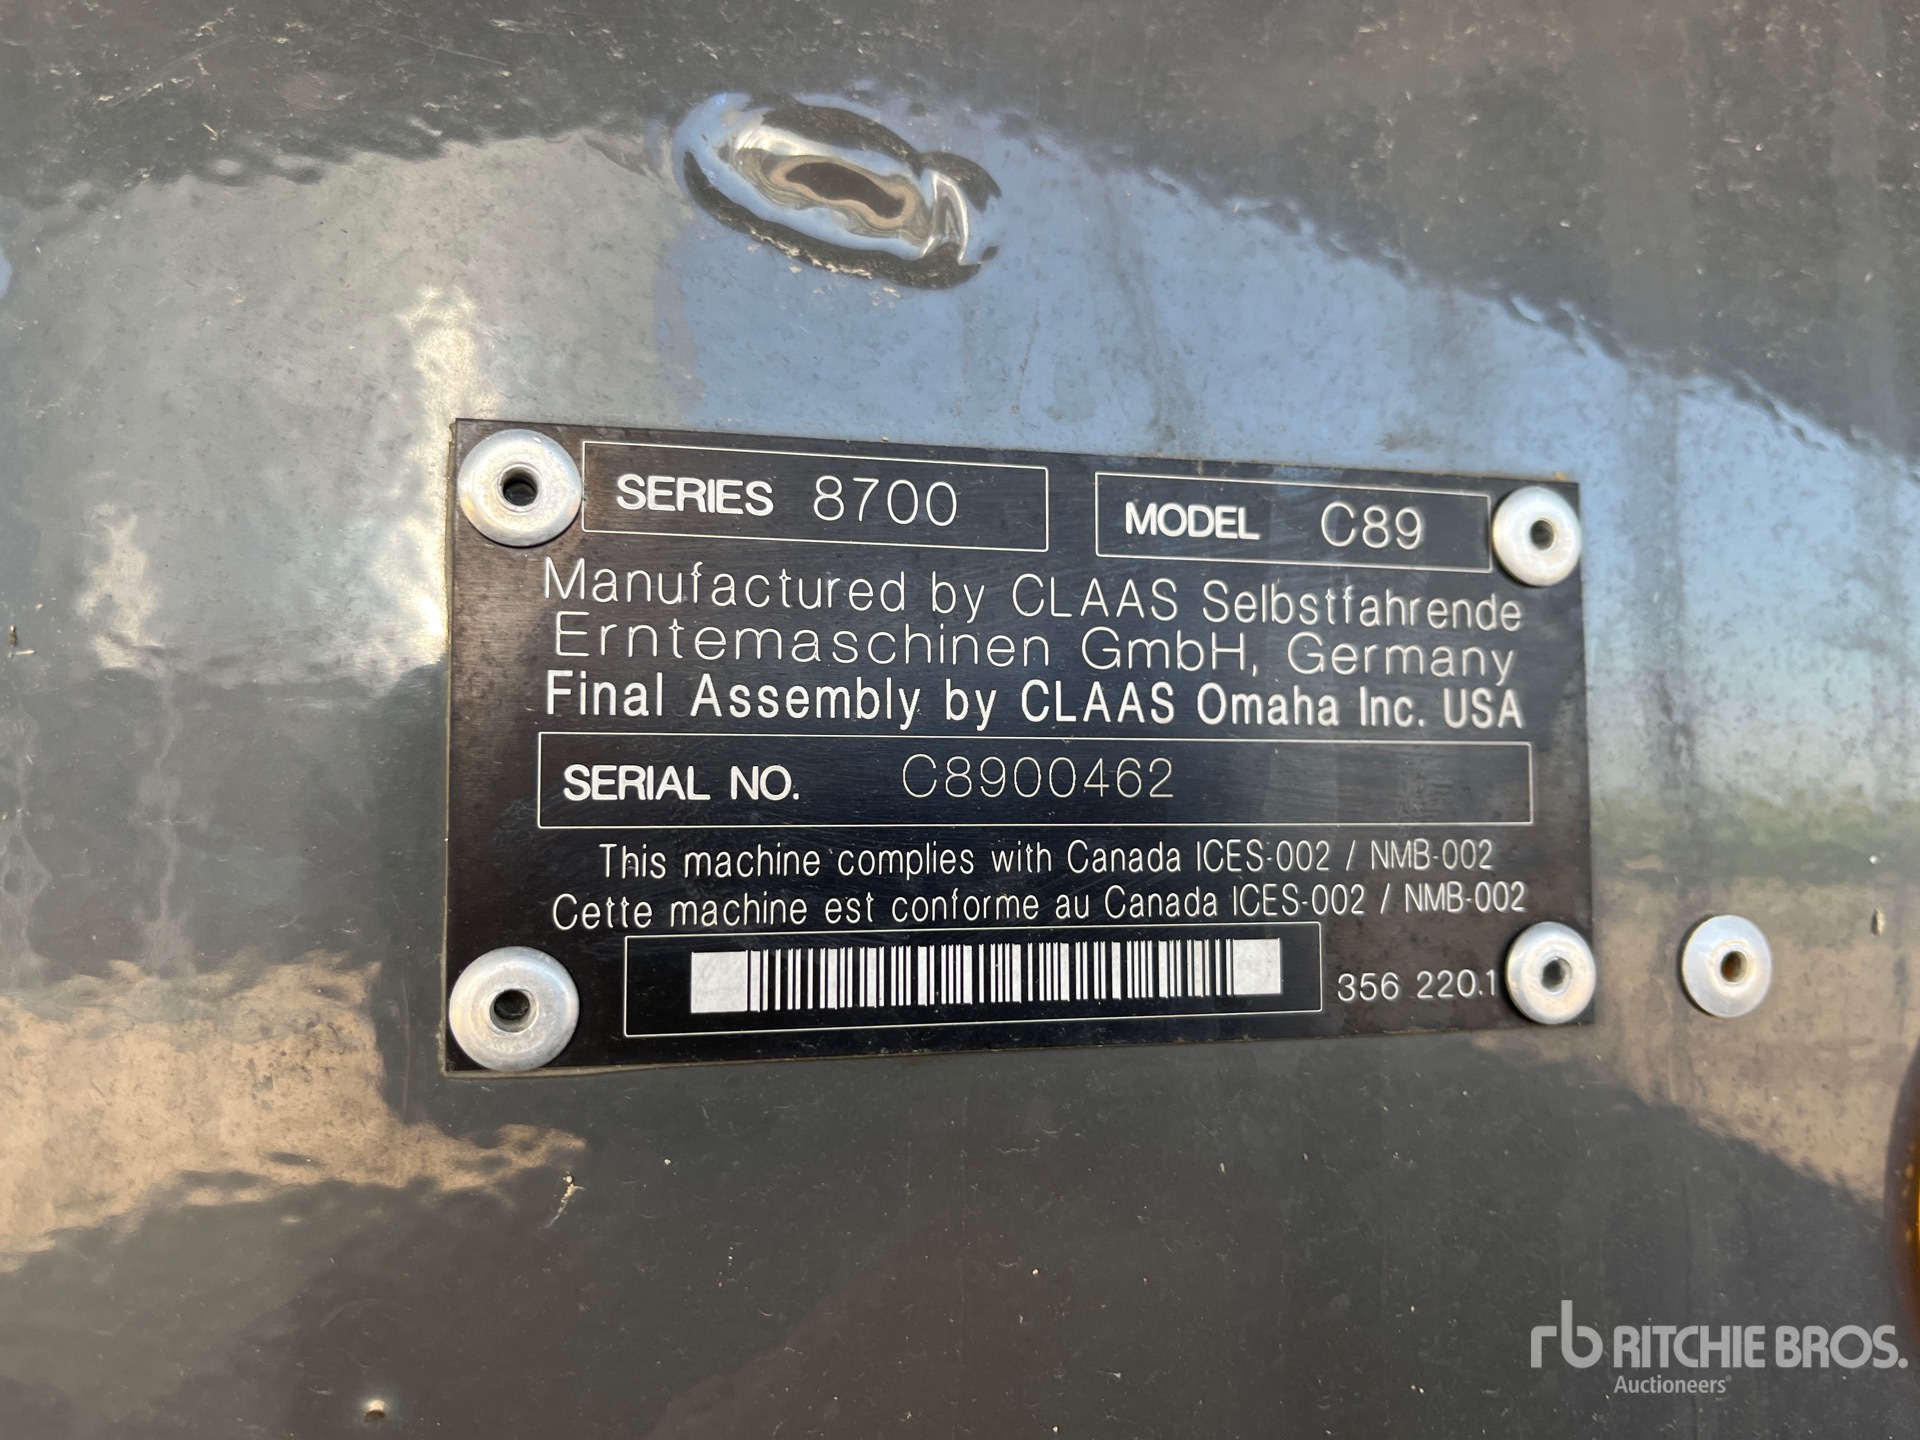 SERIES 8700 MODEL C89
Manufactured by CLAAS Selbstfahrende
Erntemaschinen GmbH, Germany
Final Assembly by CLAAS Omaha Inc. USA
SERIAL NO. C8900462
This machine complies with Canada ICES-002 / NMB-002
Cette machine est conforme au Canada ICES-002 / NMB-002
356 220.1
rb RITCHIE BROS.
Auctioneers